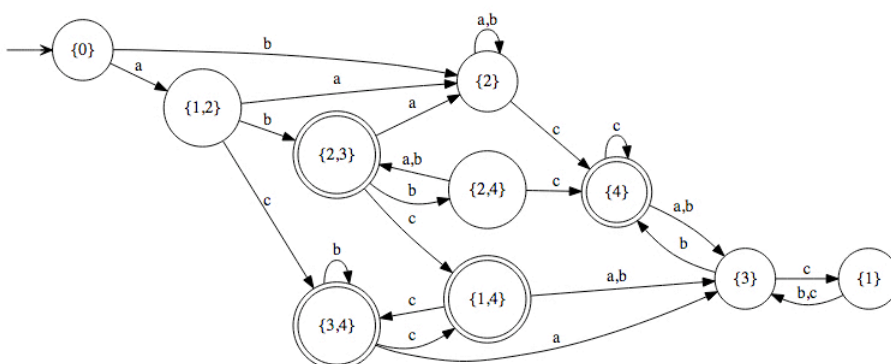 a,b
{0}
b
a
a
{2}
{1,2}
b
a
c
c
{2,3}
a,b
{2,4}
c
{4}
b
a,b
c
c
b
b
a,b
c
{3}
{1}
b,c
c
{1,4}
{3,4}
c
a